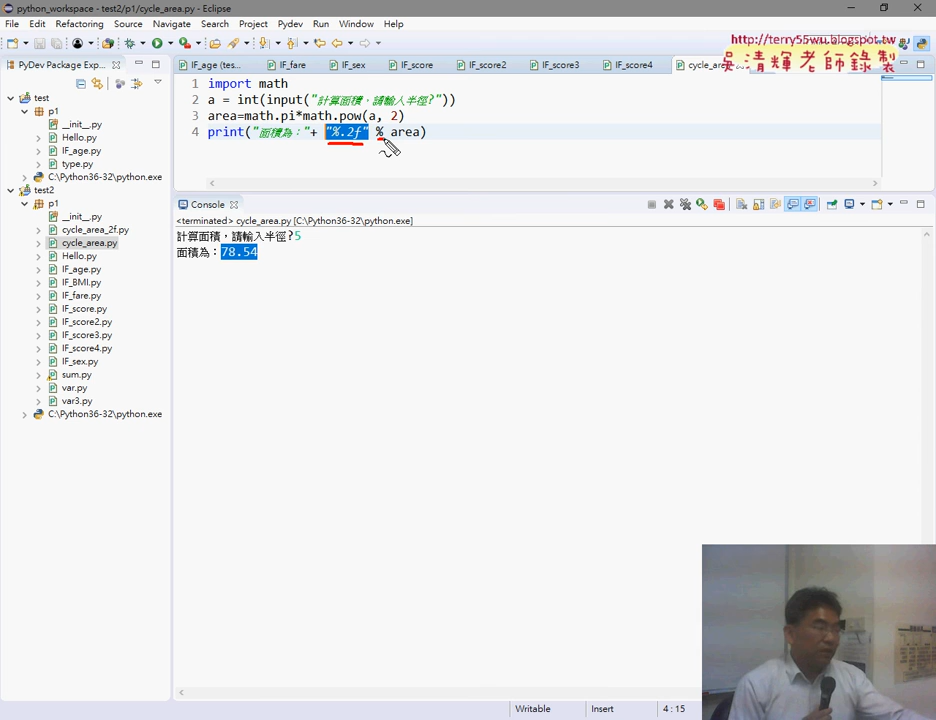 python_workspace - test2/p1/cycle_area.py - Eclipse
File Edit Refactoring Source Navigate Search Project Pydev Run Window Help
http://terry55wu.blogspot.tw
吳清輝老師錄製
PyDev Package Exp...
IF_age (tes... IF_fare IF_sex IF_score IF_score2 IF_score3 IF_score4 cycle_are
1 import math
2 a = int(input("計算面積，請輸入半徑?"))
3 area=math.pi*math.pow(a, 2)
4 print("面積為："+ "%.2f" % area)
test
p1
__init__.py
Hello.py
IF_age.py
type.py
C:\Python36-32\python.exe
test2
p1
__init__.py
cycle_area_2f.py
cycle_area.py
Hello.py
IF_age.py
IF_BMI.py
IF_fare.py
IF_score.py
IF_score2.py
IF_score3.py
IF_score4.py
IF_sex.py
sum.py
var.py
var3.py
C:\Python36-32\python.exe
Console
<terminated> cycle_area.py [C:\Python36-32\python.exe]
計算面積，請輸入半徑?5
面積為：78.54
Writable Insert 4 : 15